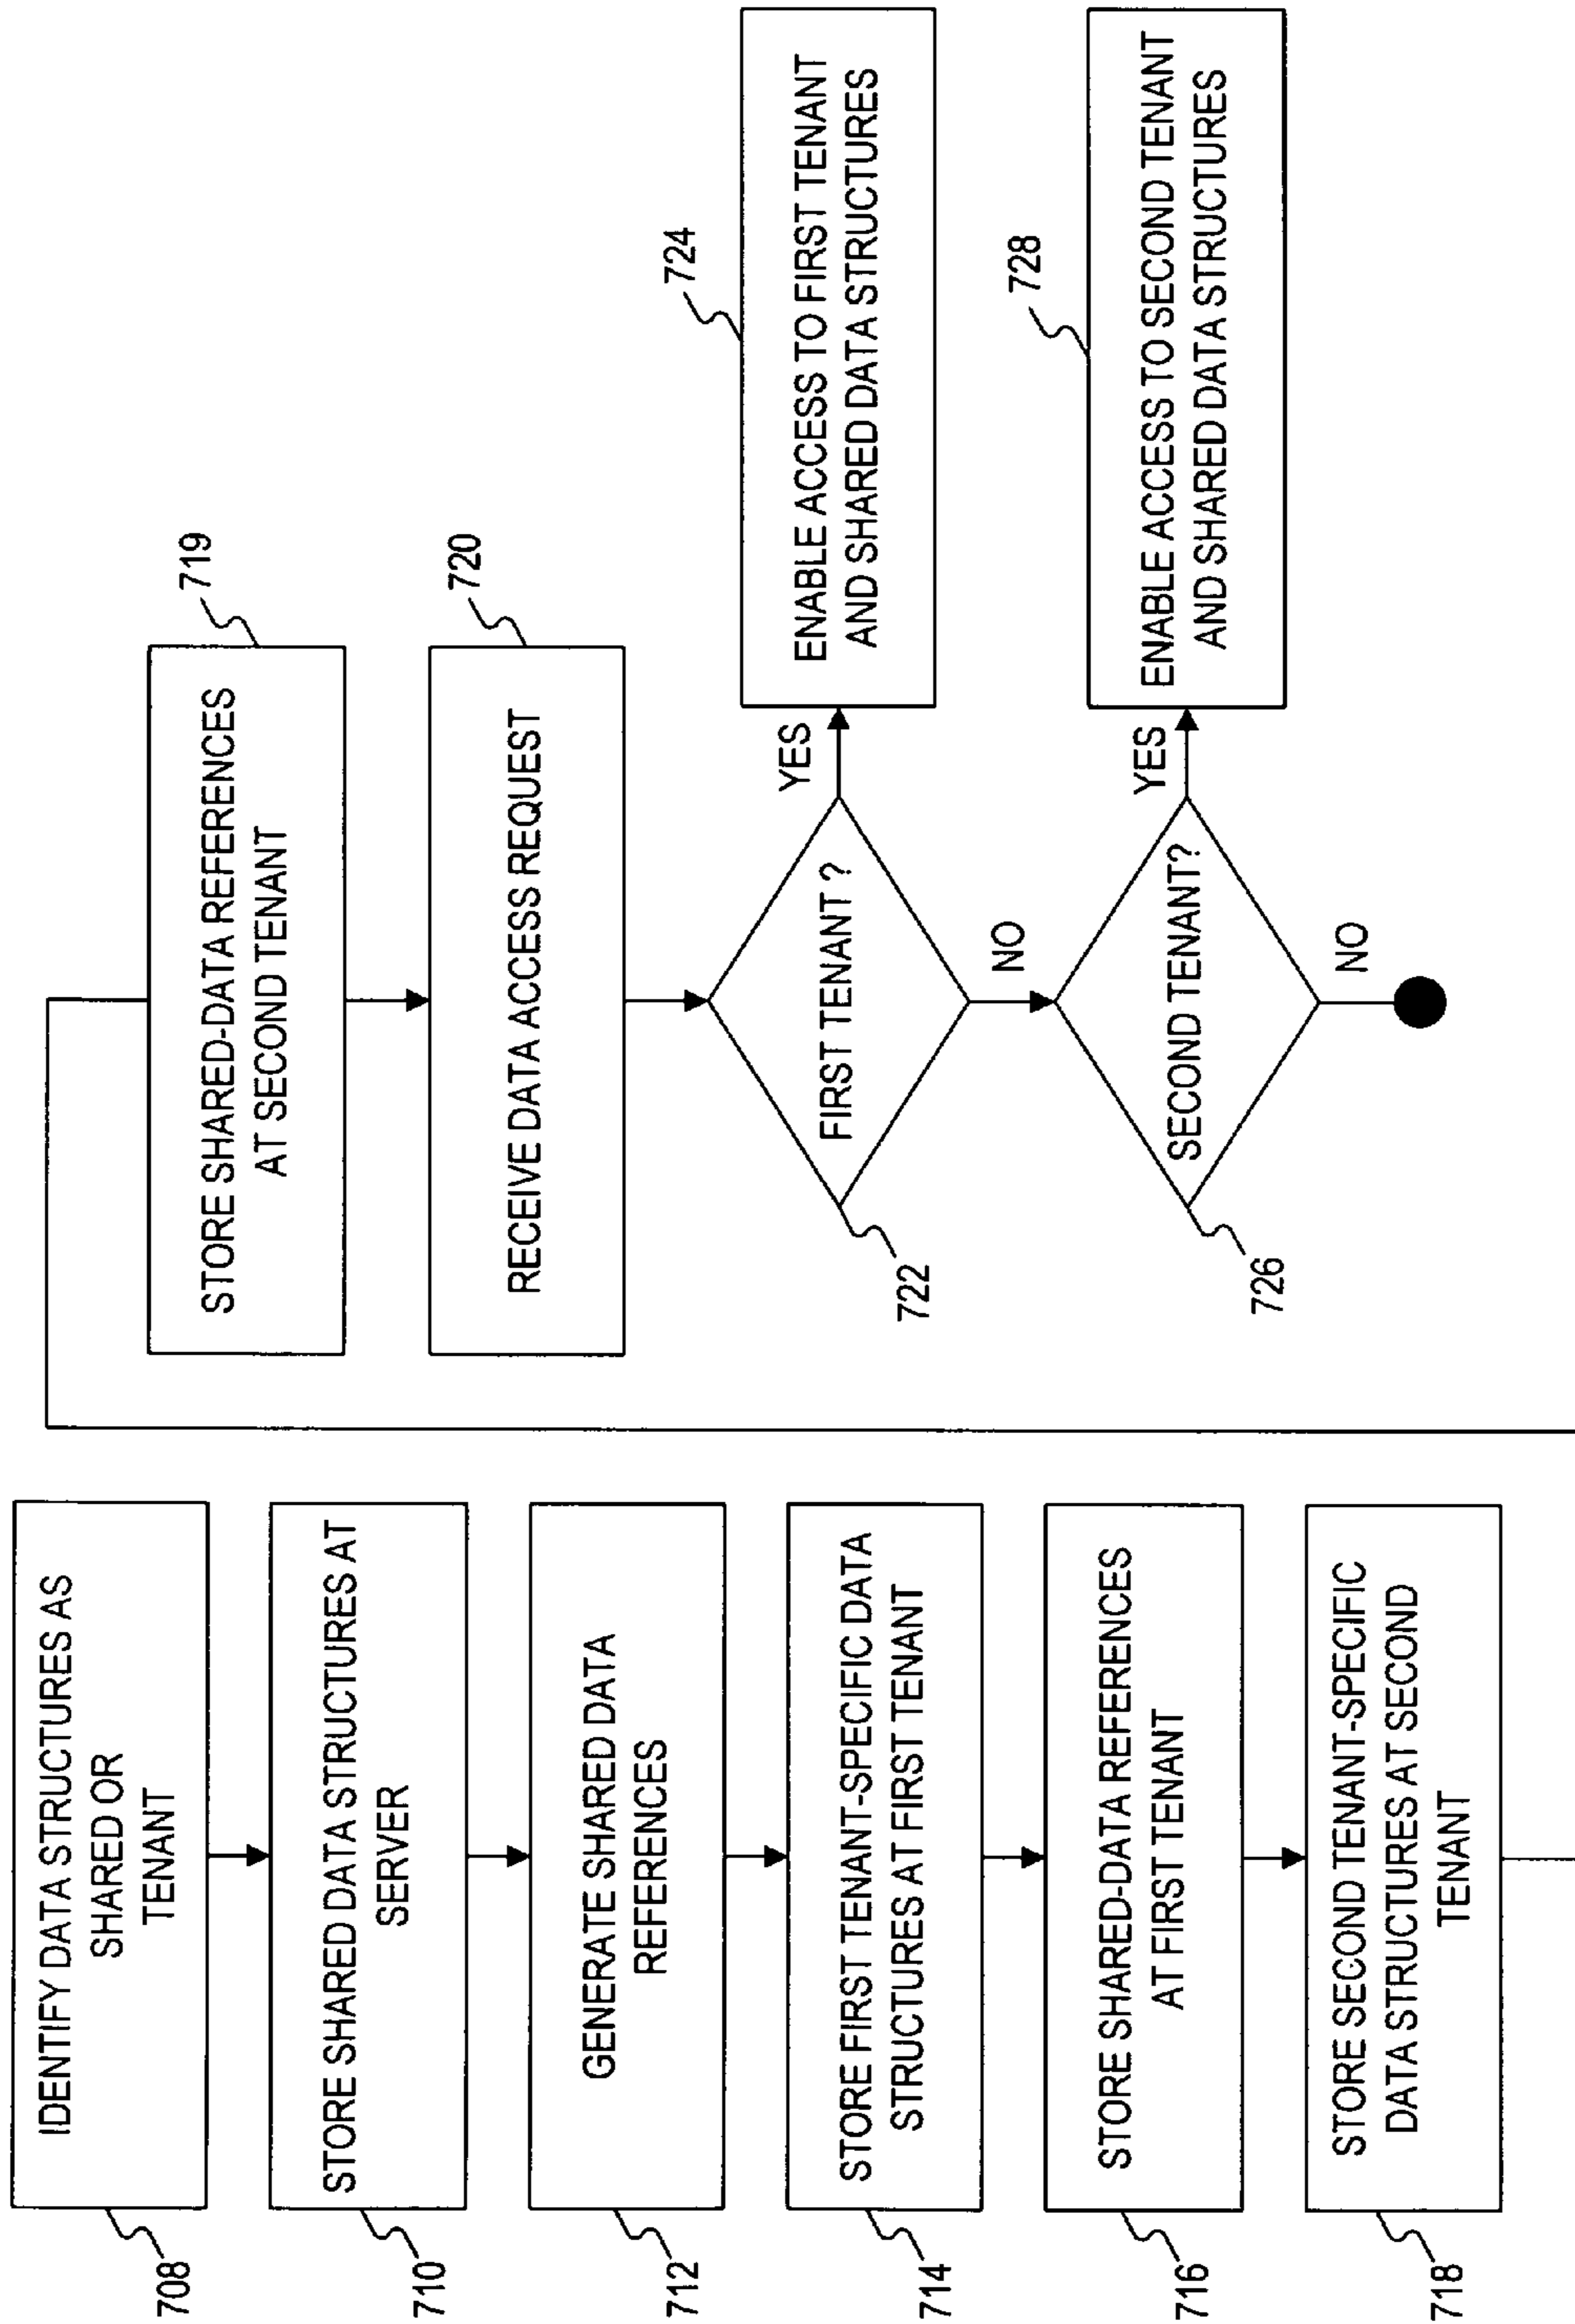 708
IDENTIFY DATA STRUCTURES AS
SHARED OR
TENANT
710
STORE SHARED DATA STRUCTURES AT
SERVER
712
GENERATE SHARED DATA
REFERENCES
714
STORE FIRST TENANT-SPECIFIC DATA
STRUCTURES AT FIRST TENANT
716
STORE SHARED-DATA REFERENCES
AT FIRST TENANT
718
STORE SECOND TENANT-SPECIFIC
DATA STRUCTURES AT SECOND
TENANT
719
STORE SHARED-DATA REFERENCES
AT SECOND TENANT
720
RECEIVE DATA ACCESS REQUEST
722
FIRST TENANT ?
YES
724
ENABLE ACCESS TO FIRST TENANT
AND SHARED DATA STRUCTURES
NO
726
SECOND TENANT?
YES
728
ENABLE ACCESS TO SECOND TENANT
AND SHARED DATA STRUCTURES
NO